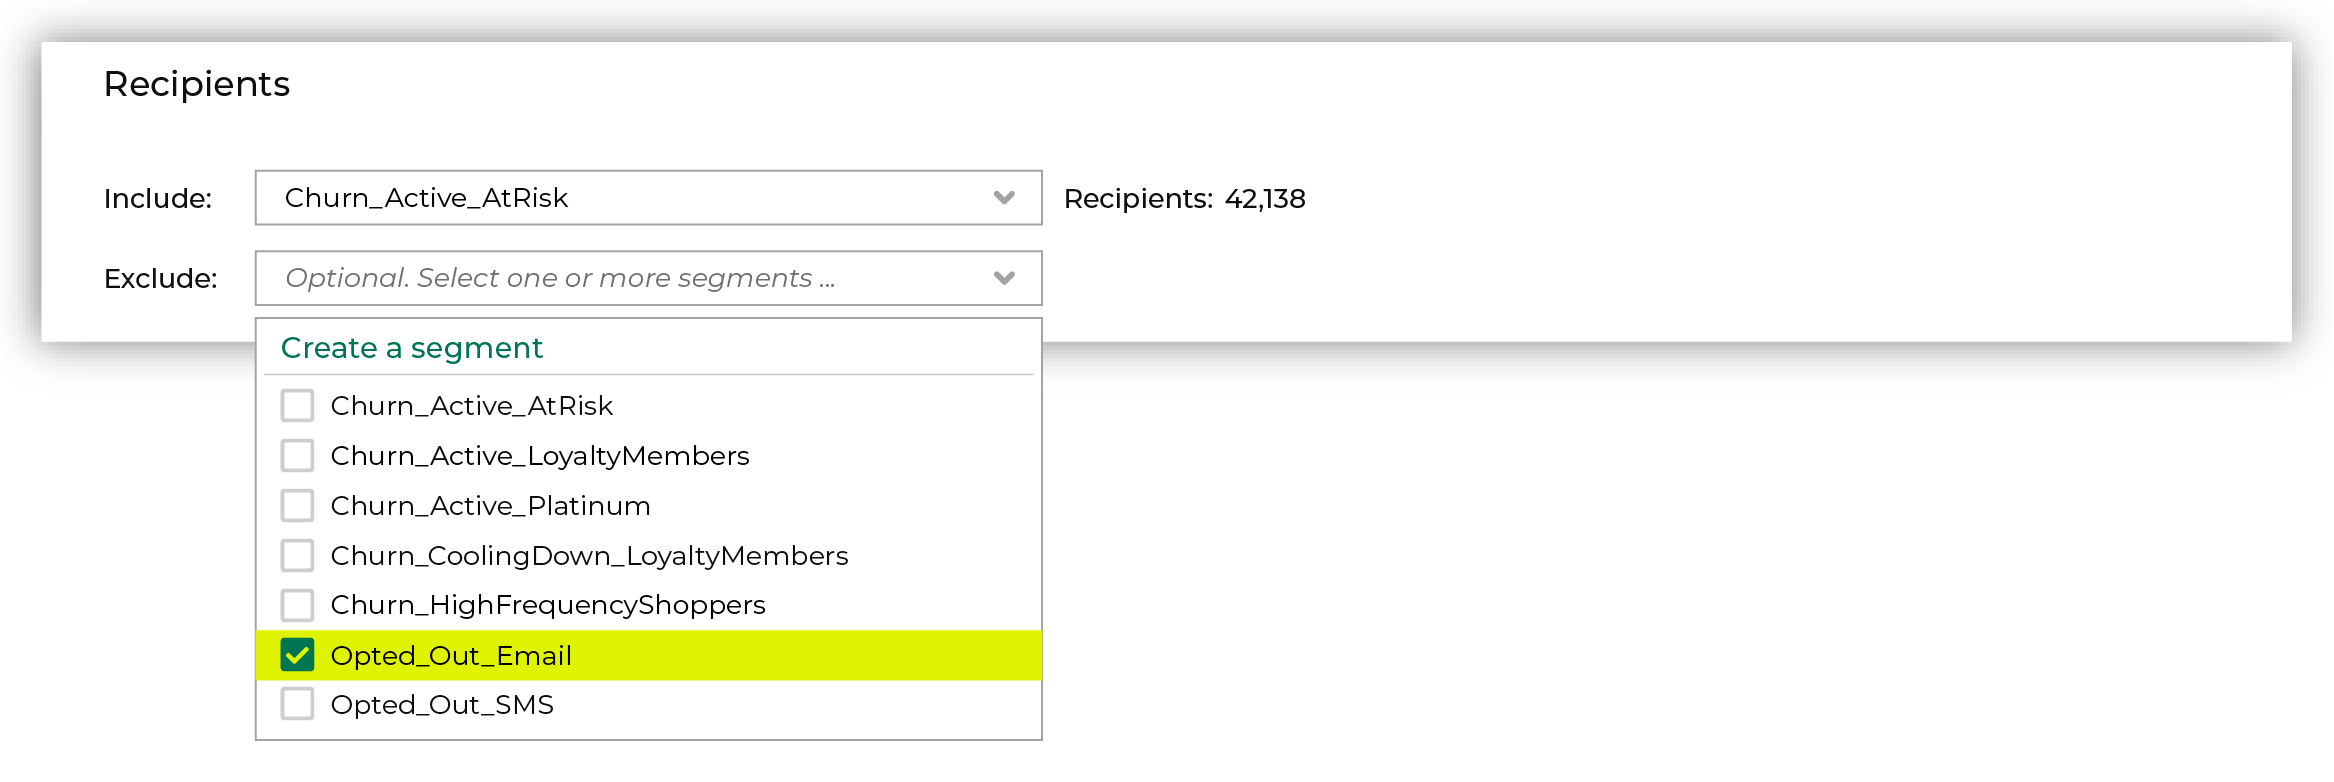 Recipients
Include: Churn_Active_AtRisk Recipients: 42,138
Exclude: Optional. Select one or more segments ...
Create a segment
Churn_Active_AtRisk
Churn_Active_LoyaltyMembers
Churn_Active_Platinum
Churn_CoolingDown_LoyaltyMembers
Churn_HighFrequencyShoppers
Opted_Out_Email
Opted_Out_SMS